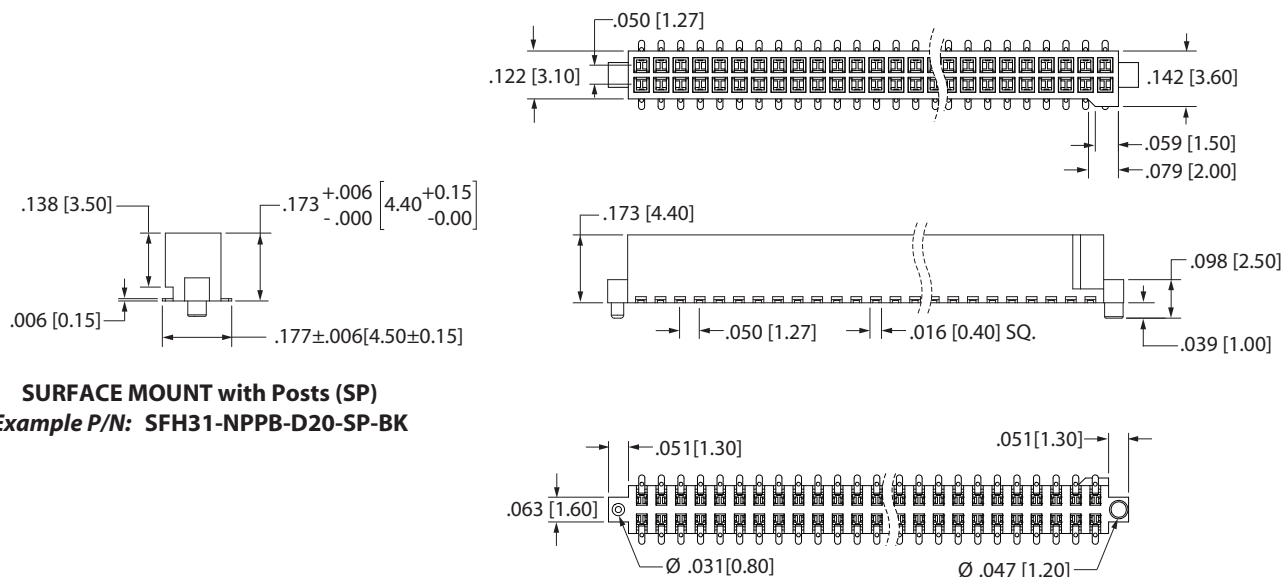 .050 [1.27]
.122 [3.10]
.142 [3.60]
.059 [1.50]
.079 [2.00]
.138 [3.50]
.173 +.006 - .000 [4.40 +0.15 -0.00]
.006 [0.15]
.177±.006[4.50±0.15]
.173 [4.40]
.098 [2.50]
.050 [1.27]
.016 [0.40] SQ.
.039 [1.00]
SURFACE MOUNT with Posts (SP)
Example P/N: SFH31-NPPB-D20-SP-BK
.051[1.30]
.051[1.30]
.063 [1.60]
Ø .031[0.80]
Ø .047 [1.20]